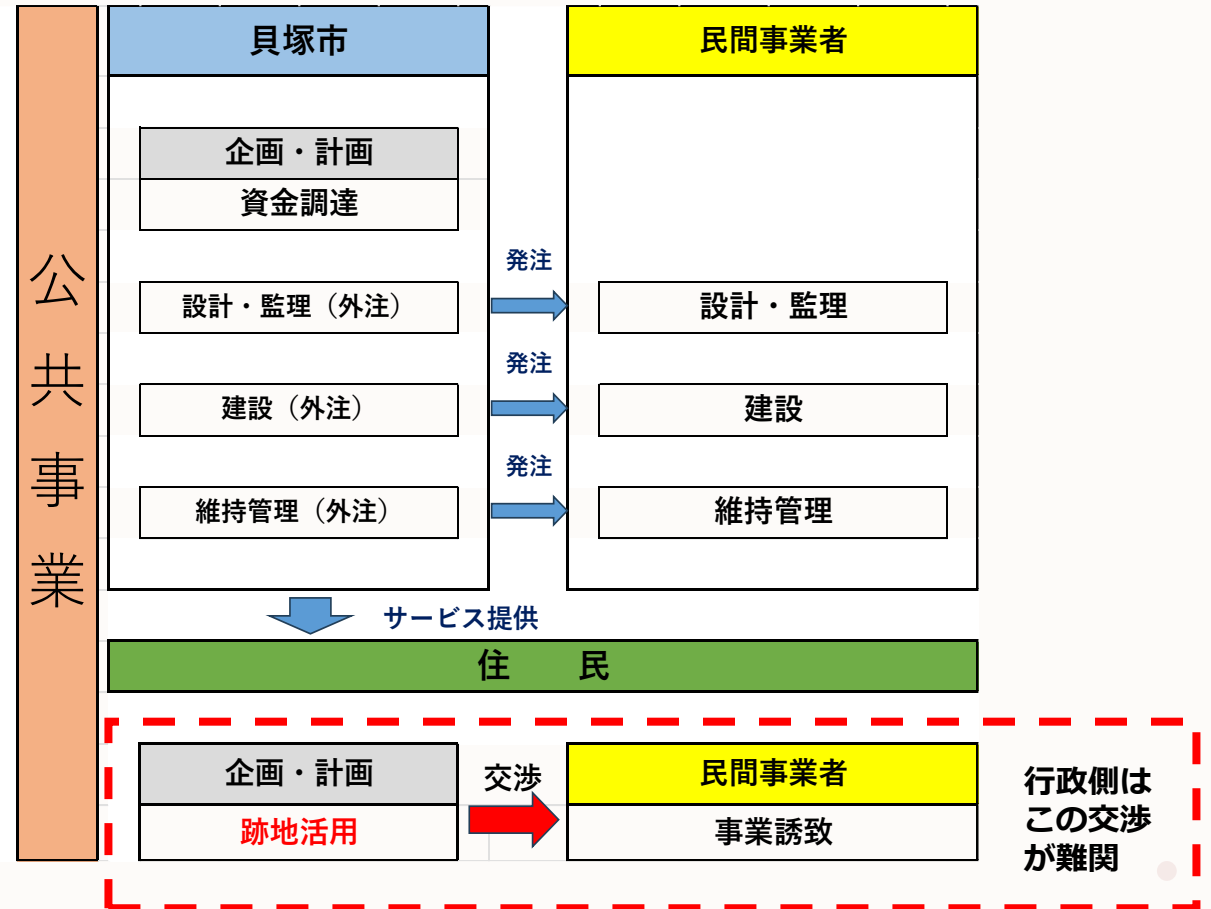 公共事業
貝塚市
民間事業者
企画・計画
資金調達
発注
設計・監理（外注）
設計・監理
発注
建設（外注）
建設
発注
維持管理（外注）
維持管理
サービス提供
住　民
企画・計画
交渉
民間事業者
跡地活用
事業誘致
行政側は
この交渉
が難関